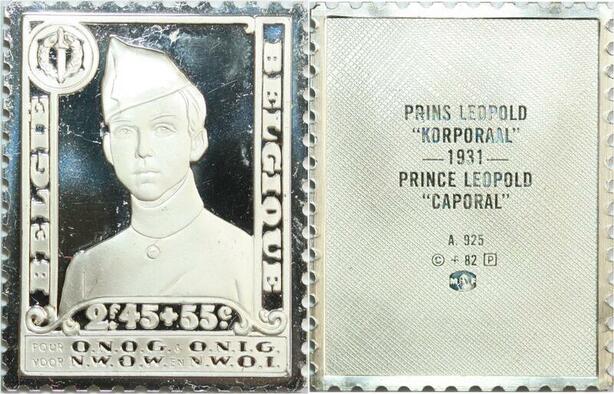 BELGIE
BELGIQUE
2F45+55C
POUR O.N.O.G. & O.N.I.G.
VOOR N.W.O.W. EN N.W.O.I.
PRINS LEOPOLD
"KORPORAAL"
—1931—
PRINCE LEOPOLD
"CAPORAL"
A. 925
© + 82 P